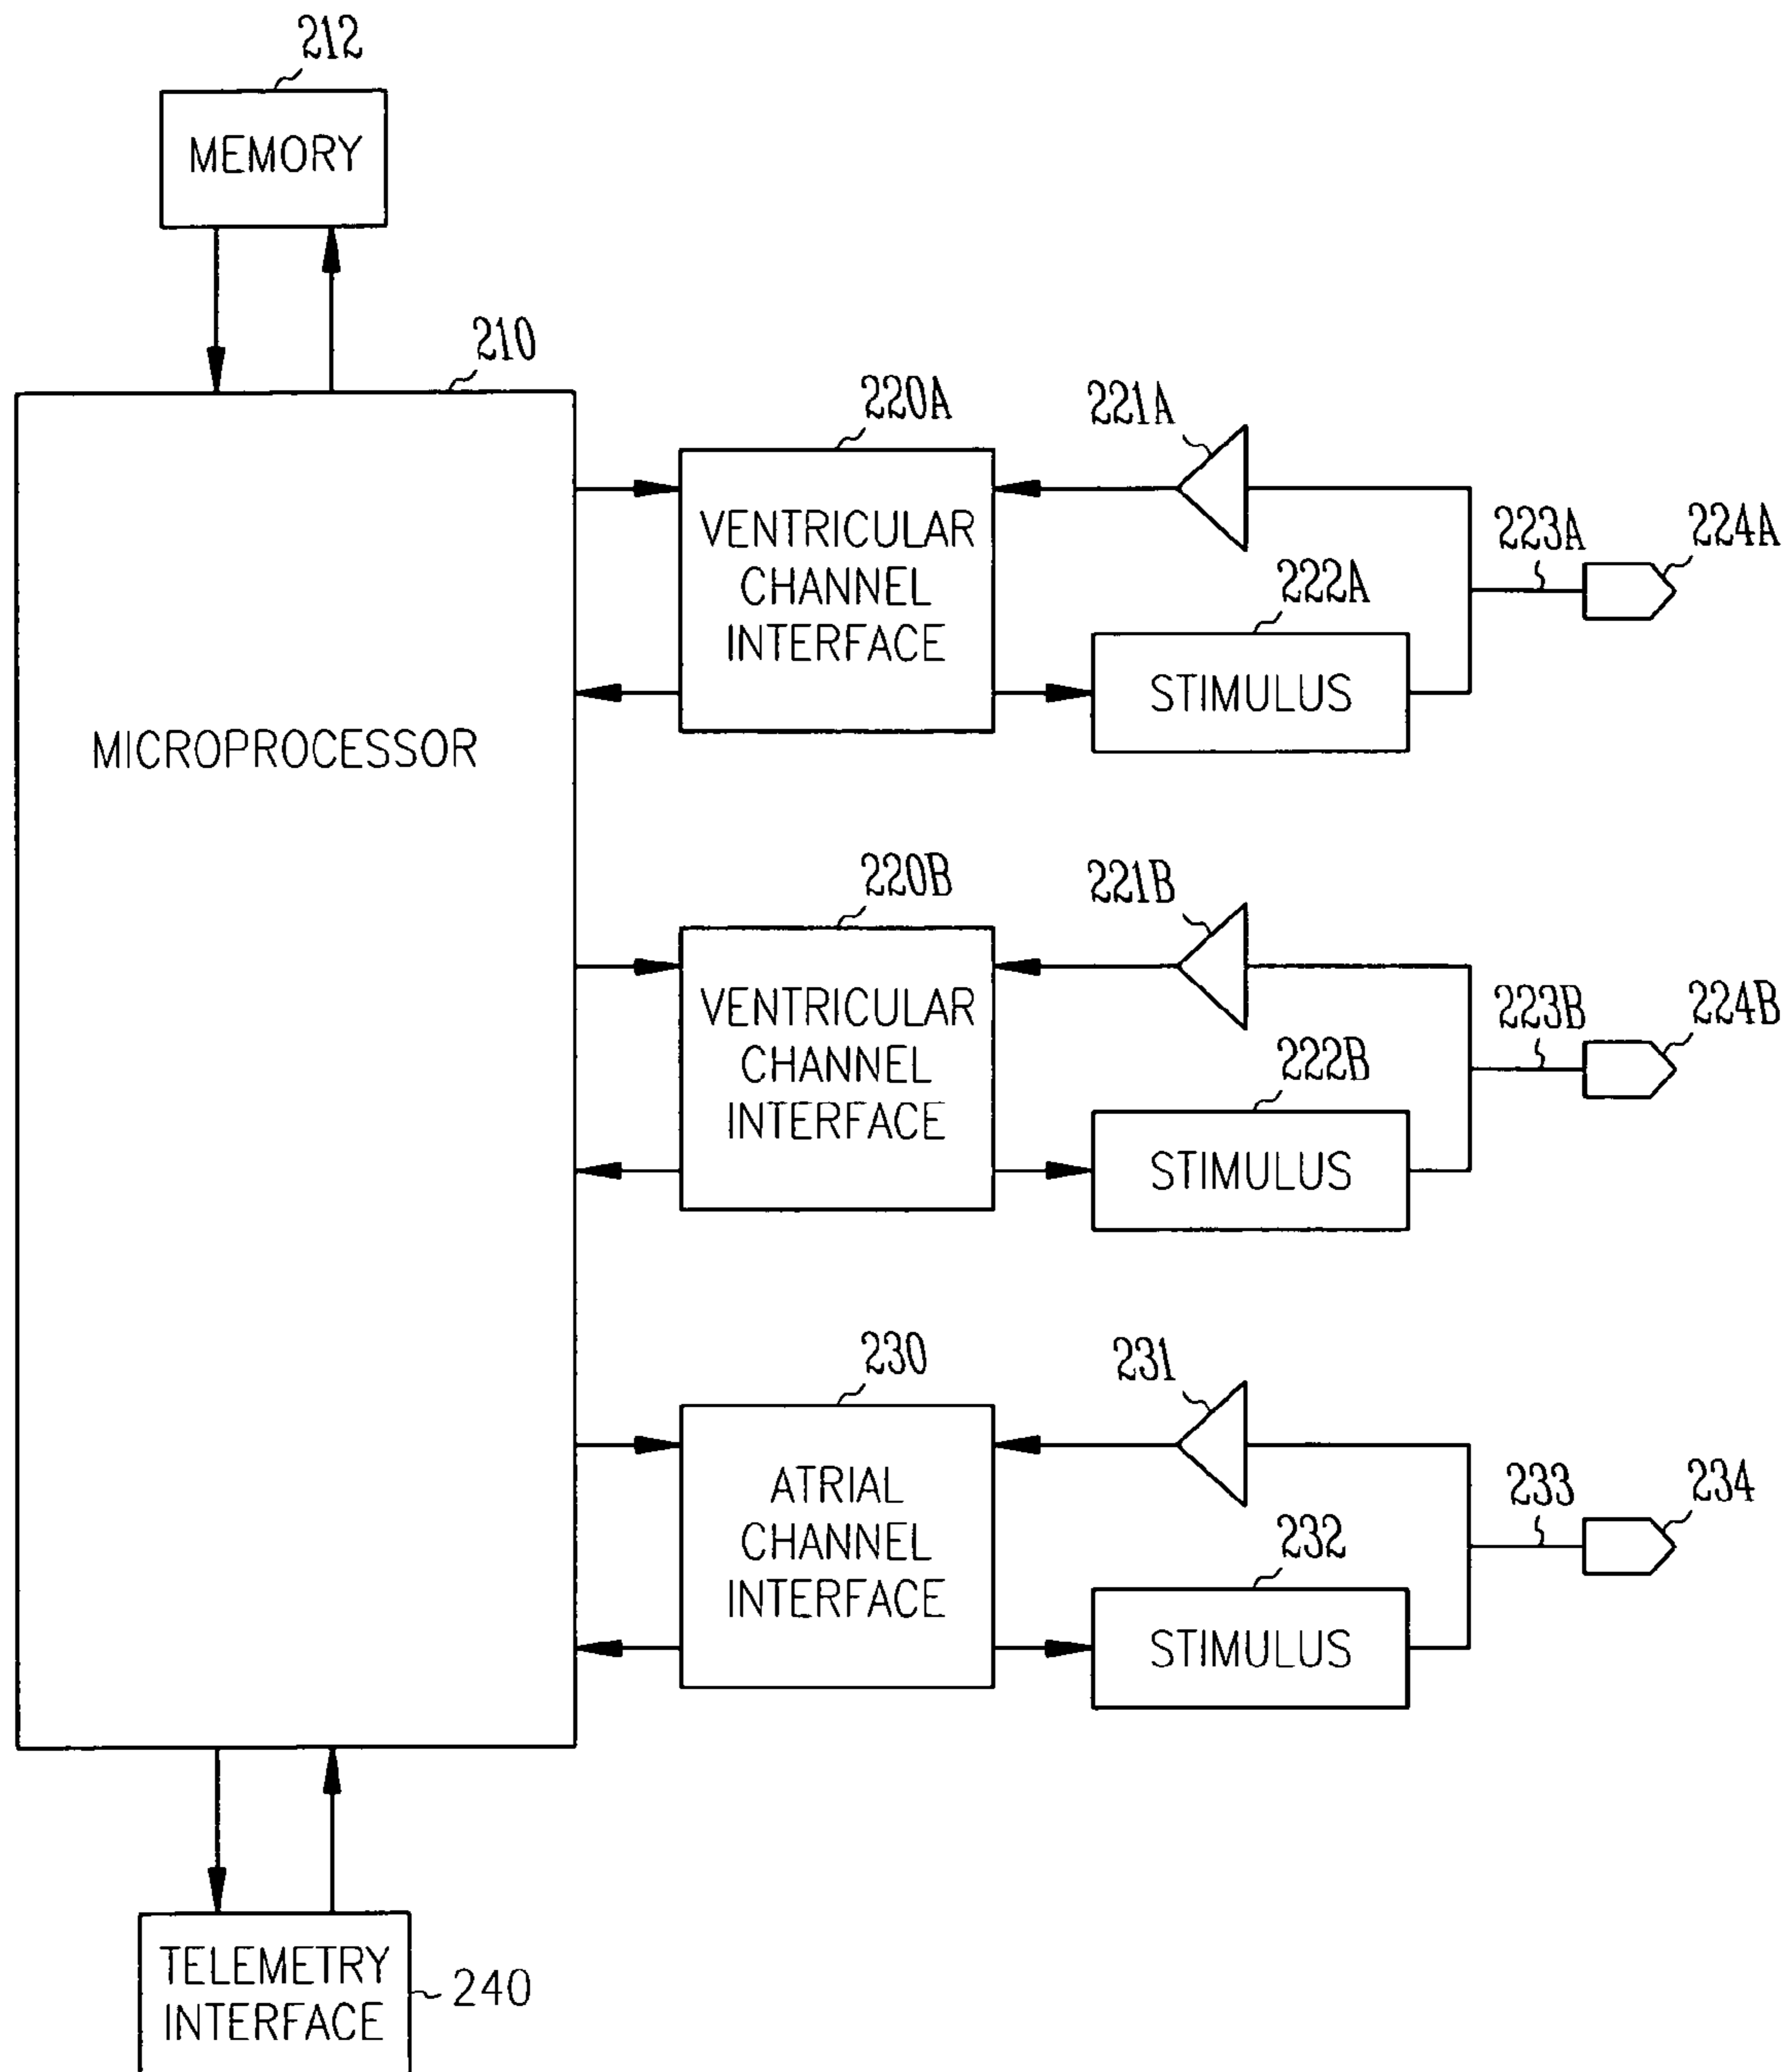 212
MEMORY
210
MICROPROCESSOR
220A
VENTRICULAR
CHANNEL
INTERFACE
221A
222A
STIMULUS
223A
224A
220B
VENTRICULAR
CHANNEL
INTERFACE
221B
222B
STIMULUS
223B
224B
230
ATRIAL
CHANNEL
INTERFACE
231
232
STIMULUS
233
234
TELEMETRY
INTERFACE
240